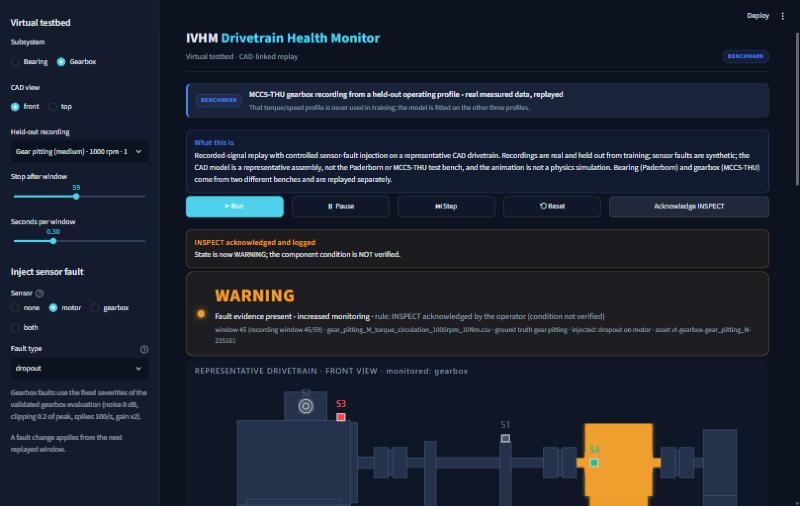 Deploy
Virtual testbed
Subsystem
Bearing
Gearbox
CAD view
front
top
Held-out recording
Gear pitting (medium) - 1000 rpm - 1
Stop after window
59
Seconds per window
0.30
Inject sensor fault
Sensor
none
motor
gearbox
both
Fault type
dropout
Gearbox faults use the fixed severities of the
validated gearbox evaluation (noise 0 dB,
clipping 0.2 of peak, spikes 100/s, gain x2).
A fault change applies from the next
replayed window.
IVHM Drivetrain Health Monitor
Virtual testbed · CAD-linked replay
BENCHMARK
BENCHMARK
MCC5-THU gearbox recording from a held-out operating profile - real measured data, replayed
That torque/speed profile is never used in training; the model is fitted on the other three profiles.
What this is
Recorded-signal replay with controlled sensor-fault injection on a representative CAD drivetrain. Recordings are real and held out from training; sensor faults are synthetic; the
CAD model is a representative assembly, not the Paderborn or MCC5-THU test bench, and the animation is not a physics simulation. Bearing (Paderborn) and gearbox (MCC5-THU)
come from two different benches and are replayed separately.
Run
Pause
Step
Reset
Acknowledge INSPECT
INSPECT acknowledged and logged
State is now WARNING; the component condition is NOT verified.
WARNING
Fault evidence present - increased monitoring · rule: INSPECT acknowledged by the operator (condition not verified)
window 45 (recording window 45/59) · gear_pitting_M_torque_circulation_1000rpm_10Nm.csv · ground truth gear pitting · injected: dropout on motor · asset vt-gearbox-gear_pitting_M-
235101
REPRESENTATIVE DRIVETRAIN · FRONT VIEW · monitored: gearbox
S2
S3
S1
S4